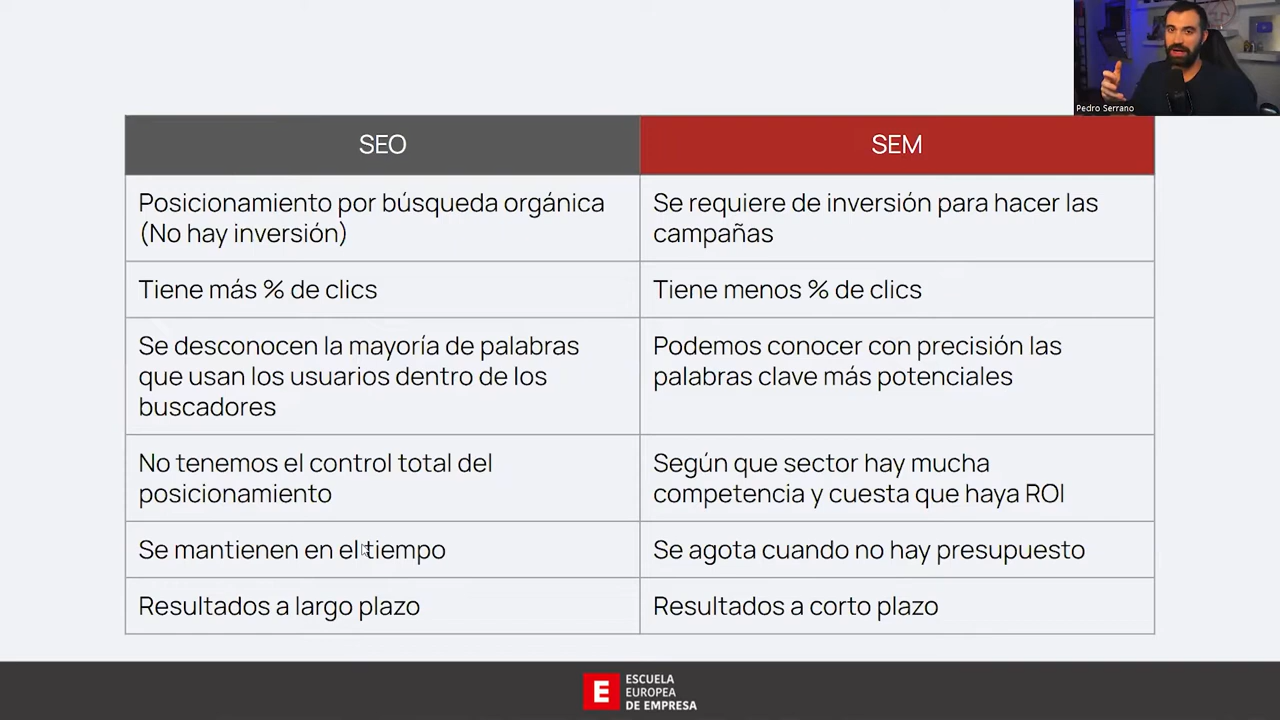 Pedro Serrano
SEO
SEM
Posicionamiento por búsqueda orgánica
(No hay inversión)
Se requiere de inversión para hacer las
campañas
Tiene más % de clics
Tiene menos % de clics
Se desconocen la mayoría de palabras
que usan los usuarios dentro de los
buscadores
Podemos conocer con precisión las
palabras clave más potenciales
No tenemos el control total del
posicionamiento
Según que sector hay mucha
competencia y cuesta que haya ROI
Se mantienen en el tiempo
Se agota cuando no hay presupuesto
Resultados a largo plazo
Resultados a corto plazo
E
ESCUELA
EUROPEA
DE EMPRESA